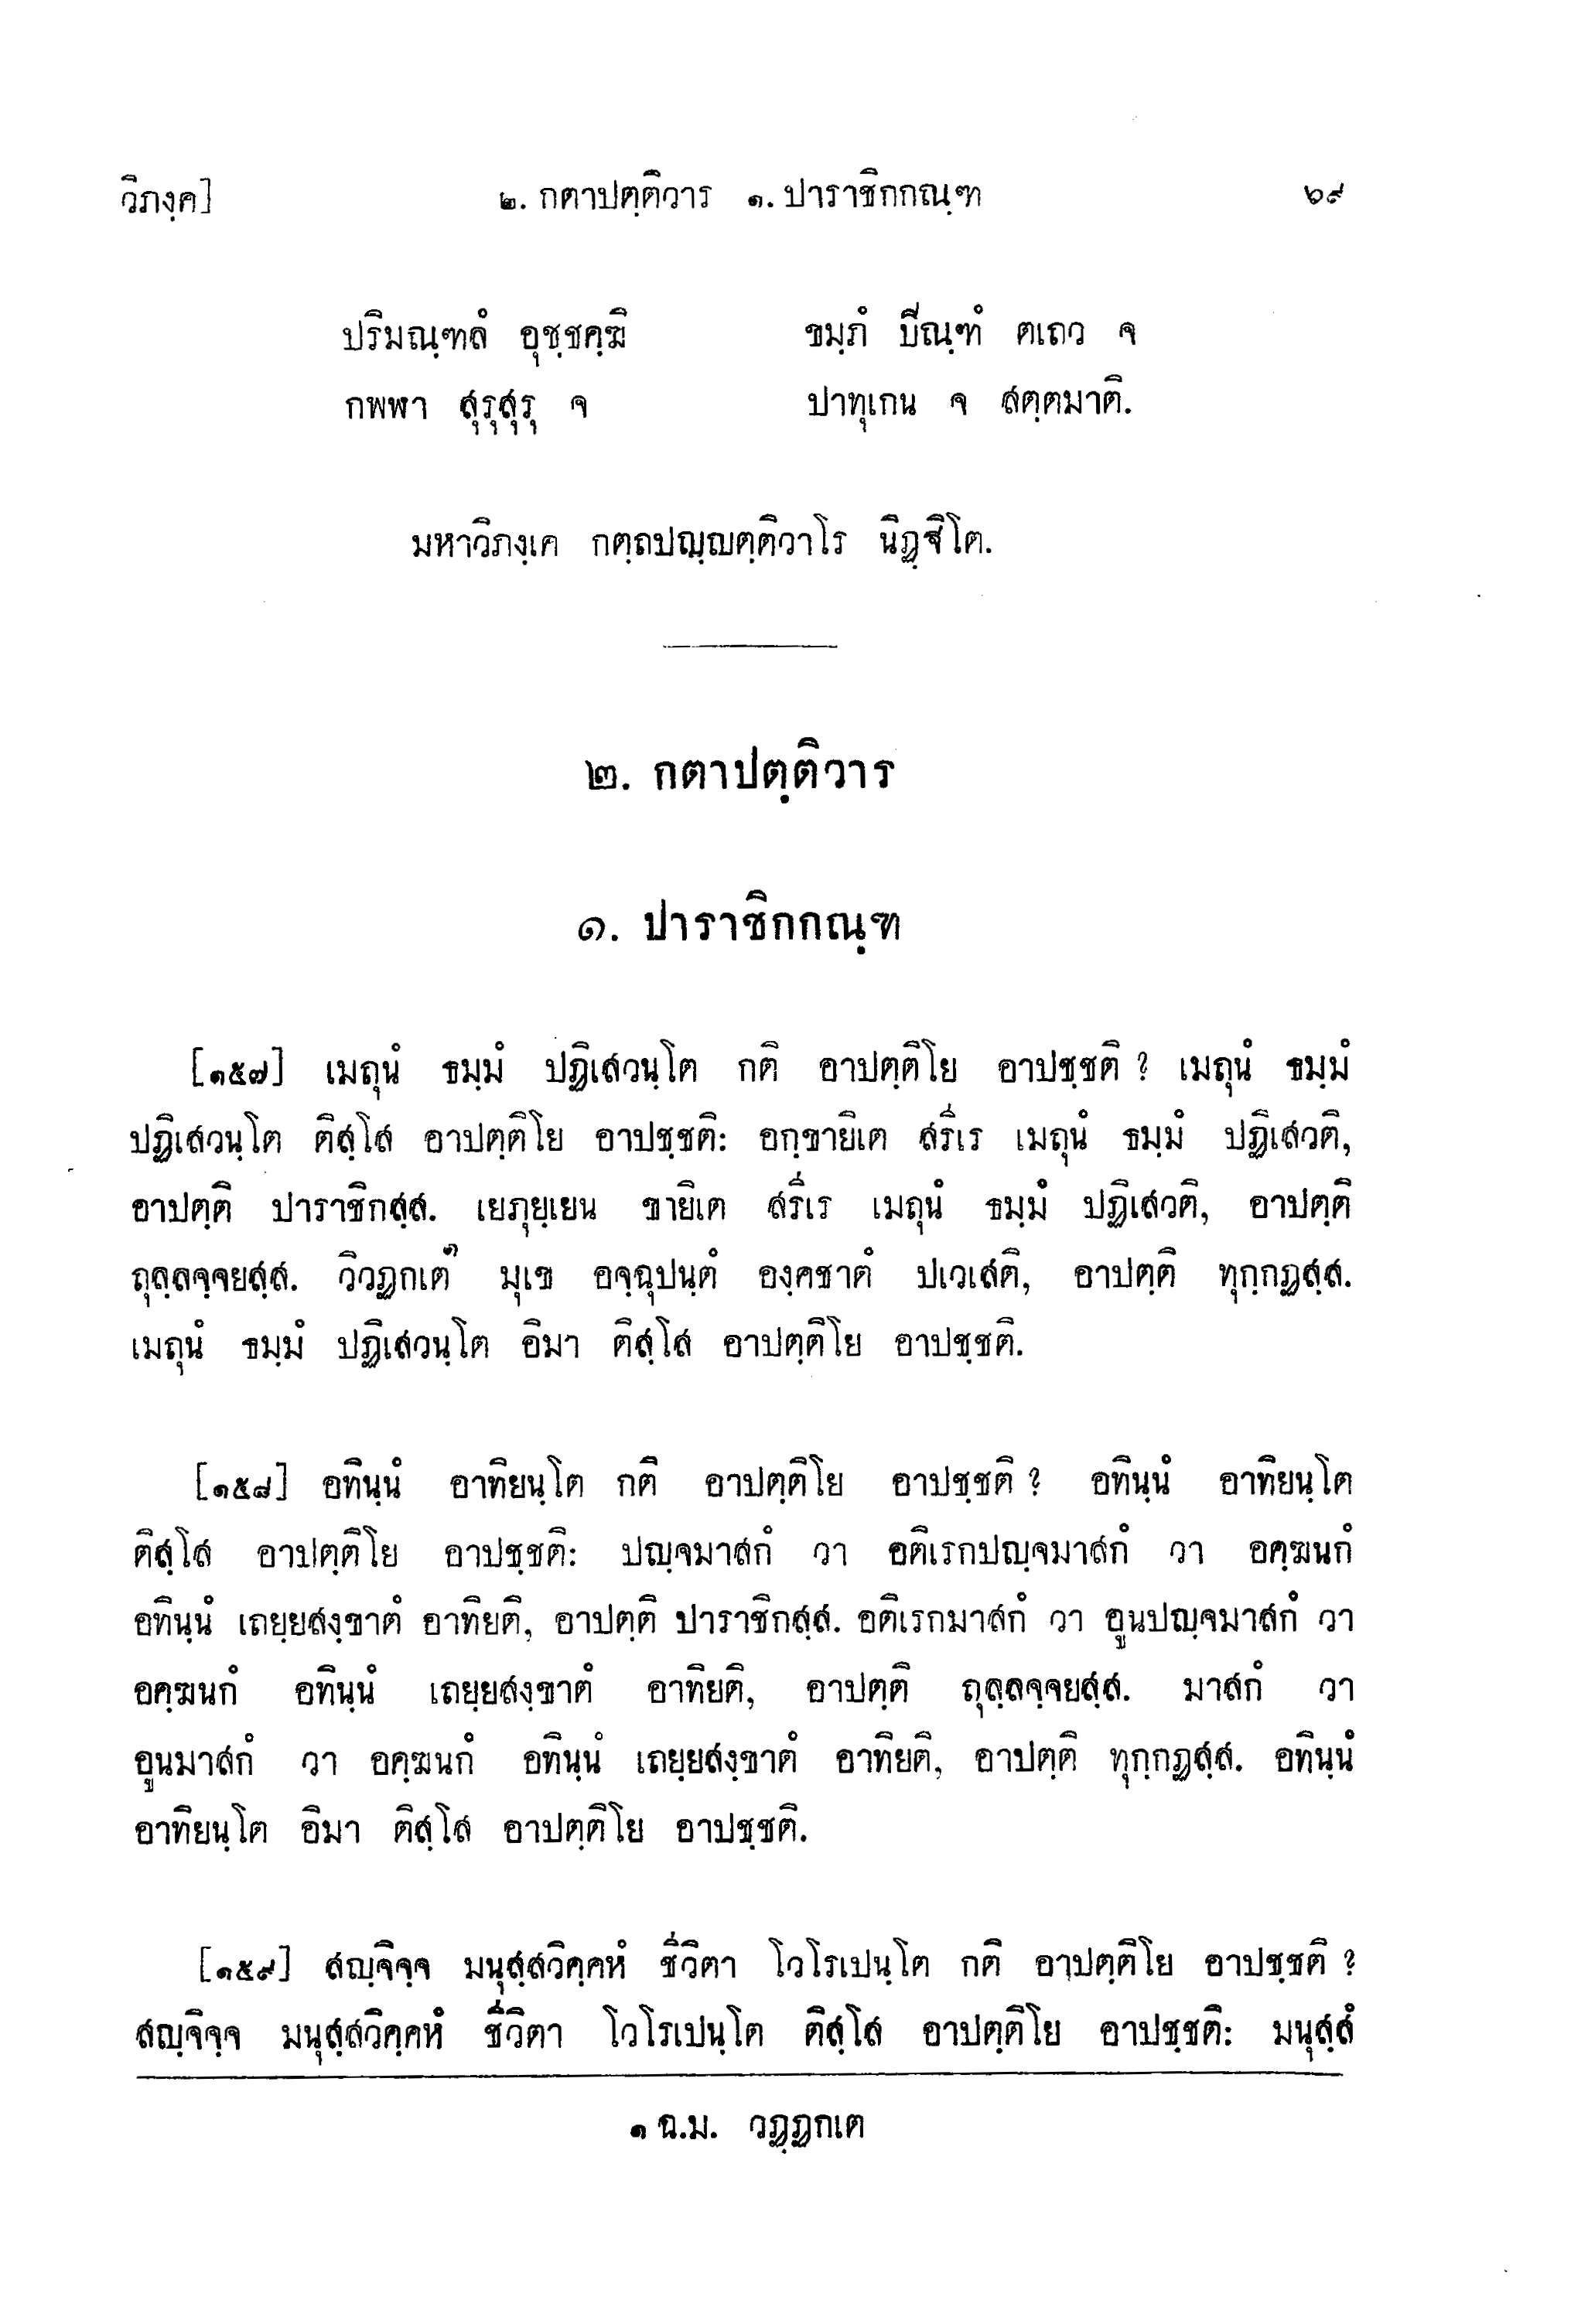 วิภงฺค] ๒. กตาปตฺติวาร ๑. ปาราชิกกณฺฑ ๖๙
ปริมณฺฑลํ อุชฺชคฺฆิ ขมฺภํ ปีณฺฑํ ตเถว จ
กพฬา สุรุสุรุ จ ปาทุเกน จ สตฺตมาติ.
มหาวิภงฺเค กตฺถปญฺญตฺติวาโร นิฏฺฐิโต.
๒. กตาปตฺติวาร
๑. ปาราชิกกณฺฑ
[๑๕๗] เมถุนํ ธมฺมํ ปฏิเสวนฺโต กติ อาปตฺติโย อาปชฺชติ ? เมถุนํ ธมฺมํ
ปฏิเสวนฺโต ติสฺโส อาปตฺติโย อาปชฺชติ: อกฺขายิเต สรีเร เมถุนํ ธมฺมํ ปฏิเสวติ,
อาปตฺติ ปาราชิกสฺส. เยภุยฺเยน ขายิเต สรีเร เมถุนํ ธมฺมํ ปฏิเสวติ, อาปตฺติ
ถุลฺลจฺจยสฺส. วิวฏกเต๑ มุเข อจฺฉุปนฺตํ องฺคชาตํ ปเวเสติ, อาปตฺติ ทุกฺกฏสฺส.
เมถุนํ ธมฺมํ ปฏิเสวนฺโต อิมา ติสฺโส อาปตฺติโย อาปชฺชติ.
[๑๕๘] อทินฺนํ อาทิยนฺโต กติ อาปตฺติโย อาปชฺชติ ? อทินฺนํ อาทิยนฺโต
ติสฺโส อาปตฺติโย อาปชฺชติ: ปญฺจมาสกํ วา อติเรกปญฺจมาสกํ วา อคฺฆนกํ
อทินฺนํ เถยฺยสงฺขาตํ อาทิยติ, อาปตฺติ ปาราชิกสฺส. อติเรกมาสกํ วา อูนปญฺจมาสกํ วา
อคฺฆนกํ อทินฺนํ เถยฺยสงฺขาตํ อาทิยติ, อาปตฺติ ถุลฺลจฺจยสฺส. มาสกํ วา
อูนมาสกํ วา อคฺฆนกํ อทินฺนํ เถยฺยสงฺขาตํ อาทิยติ, อาปตฺติ ทุกฺกฏสฺส. อทินฺนํ
อาทิยนฺโต อิมา ติสฺโส อาปตฺติโย อาปชฺชติ.
[๑๕๙] สญฺจิจฺจ มนุสฺสวิคฺคหํ ชีวิตา โวโรเปนฺโต กติ อาปตฺติโย อาปชฺชติ ?
สญฺจิจฺจ มนุสฺสวิคฺคหํ ชีวิตา โวโรเปนฺโต ติสฺโส อาปตฺติโย อาปชฺชติ: มนุสฺสํ
๑ ฉ.ม. วฏฺฏกเต